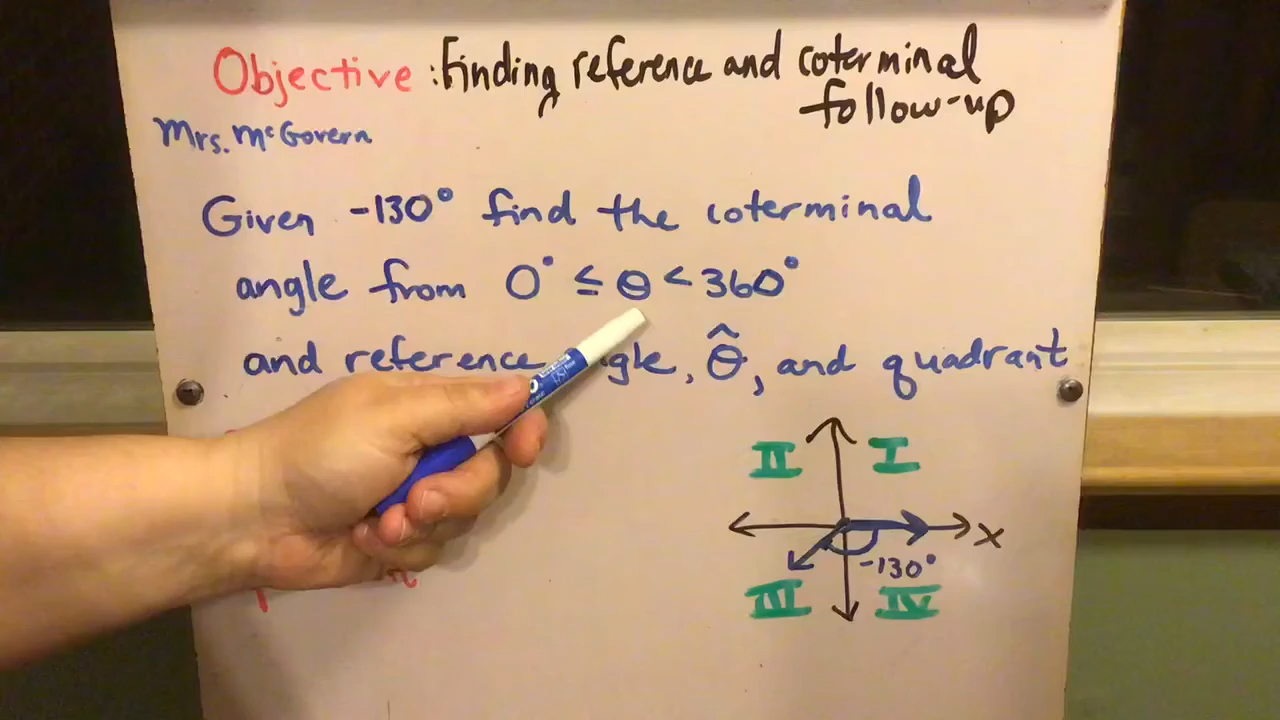 Objective: Finding reference and coterminal
follow-up
Mrs. McGovern
Given -130° find the coterminal
angle from 0° ≤ θ < 360°
and reference angle, θ̂, and quadrant
II I
x
-130°
III IV